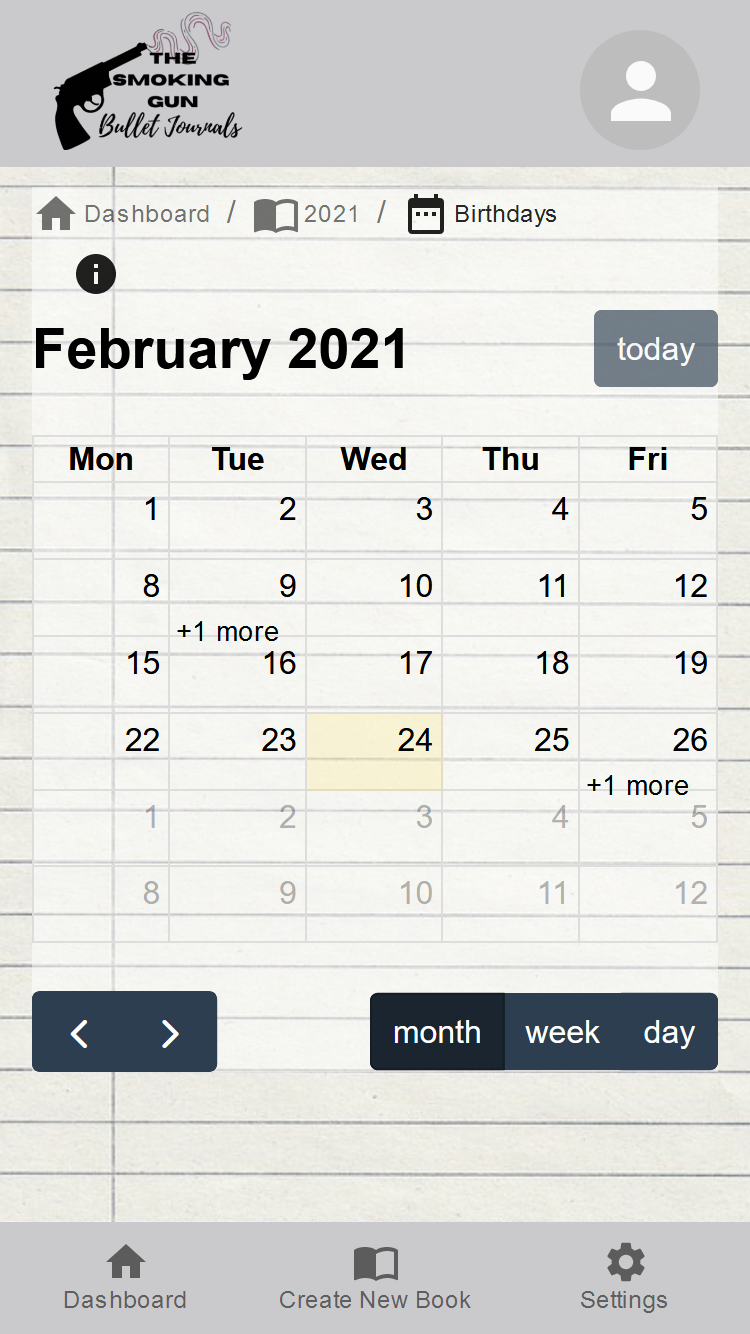 THE
SMOKING
GUN
Bullet Journals
Dashboard / 2021 / Birthdays
February 2021
today
Mon Tue Wed Thu Fri
1 2 3 4 5
8 9 10 11 12
+1 more
15 16 17 18 19
22 23 24 25 26
+1 more
1 2 3 4 5
8 9 10 11 12
month week day
Dashboard Create New Book Settings